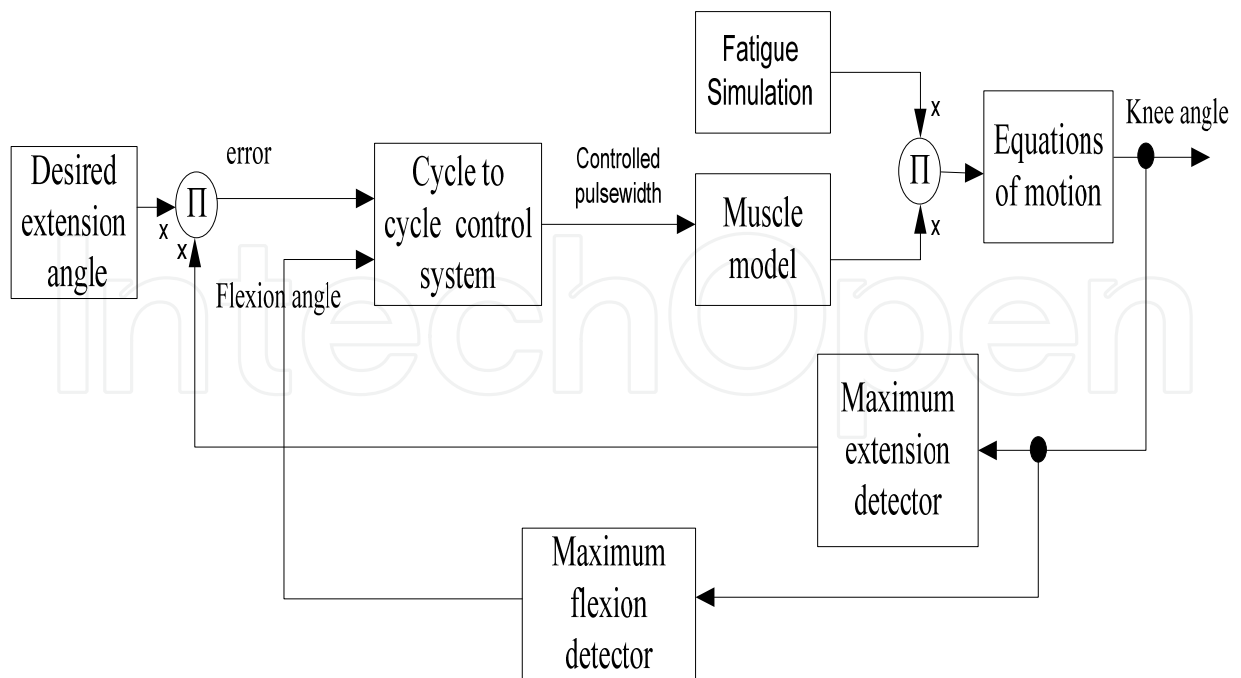 Fatigue
Simulation
x
Knee angle
Equations
of motion
Π
x
Controlled
pulsewidth
Muscle
model
error
Cycle to
cycle control
system
Desired
extension
angle
Π
x
x
Flexion angle
IntechOpen
Maximum
extension
detector
Maximum
flexion
detector